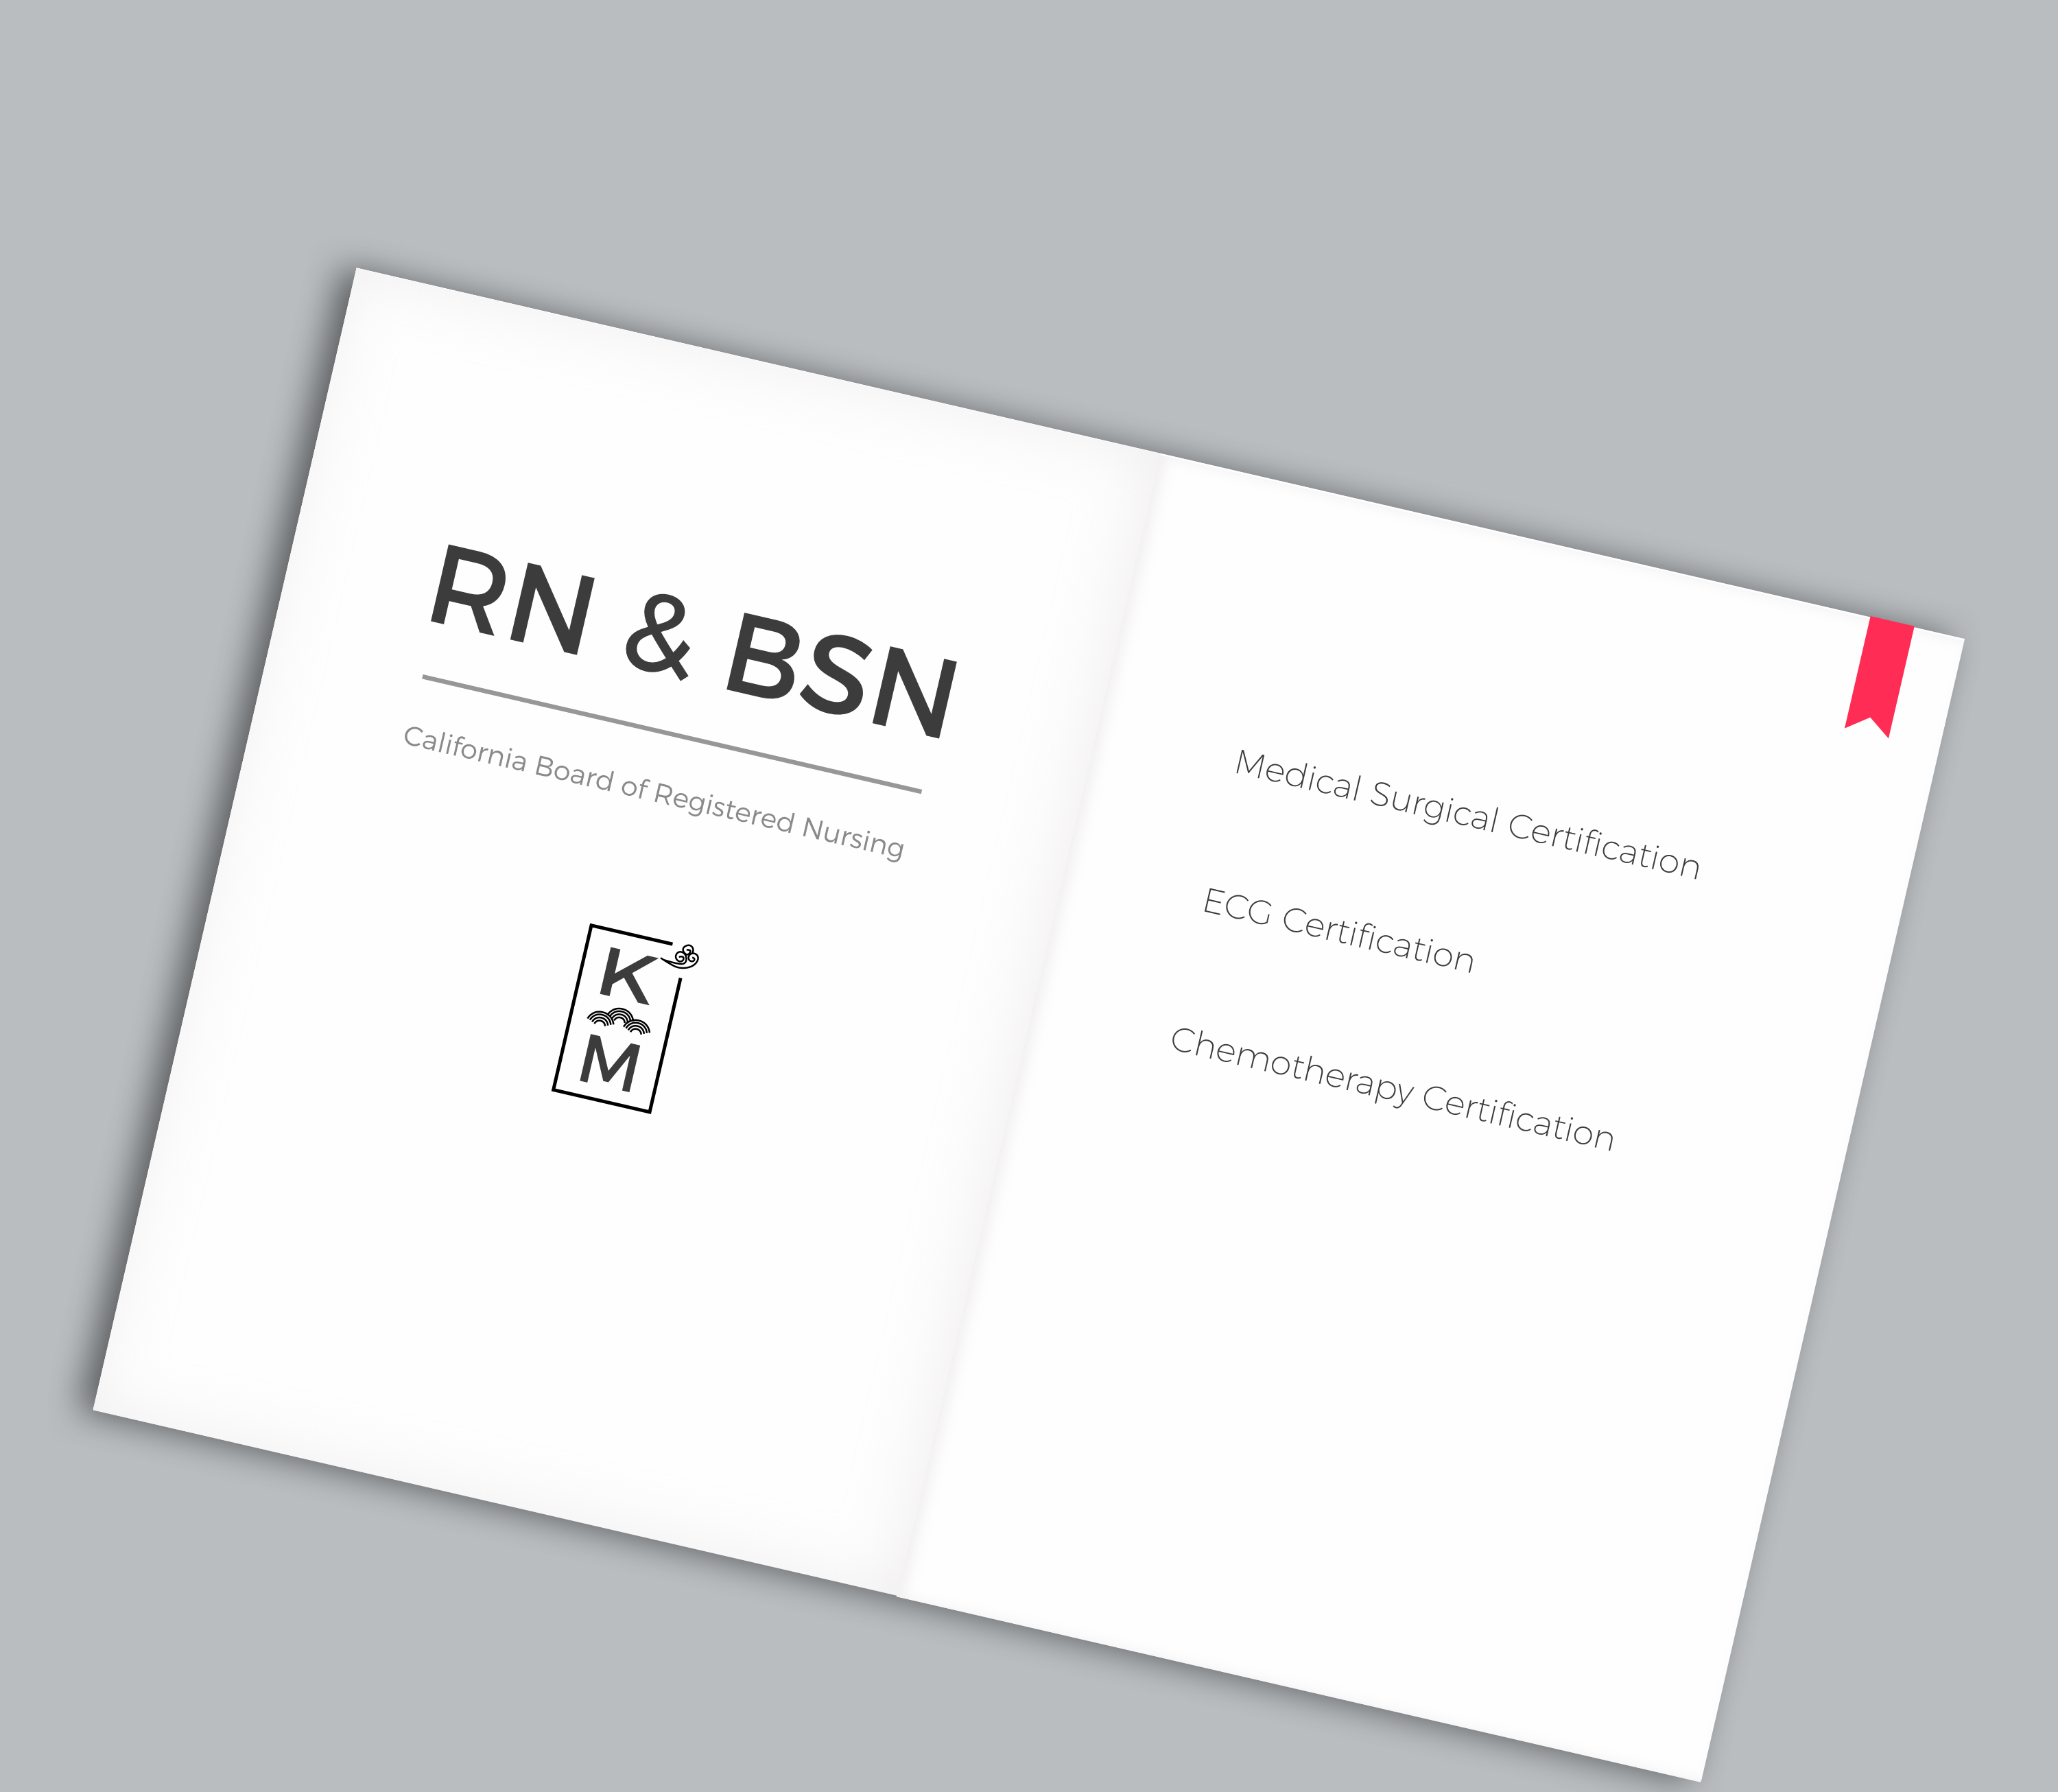 RN & BSN
California Board of Registered Nursing
K
M
Medical Surgical Certification
ECG Certification
Chemotherapy Certification